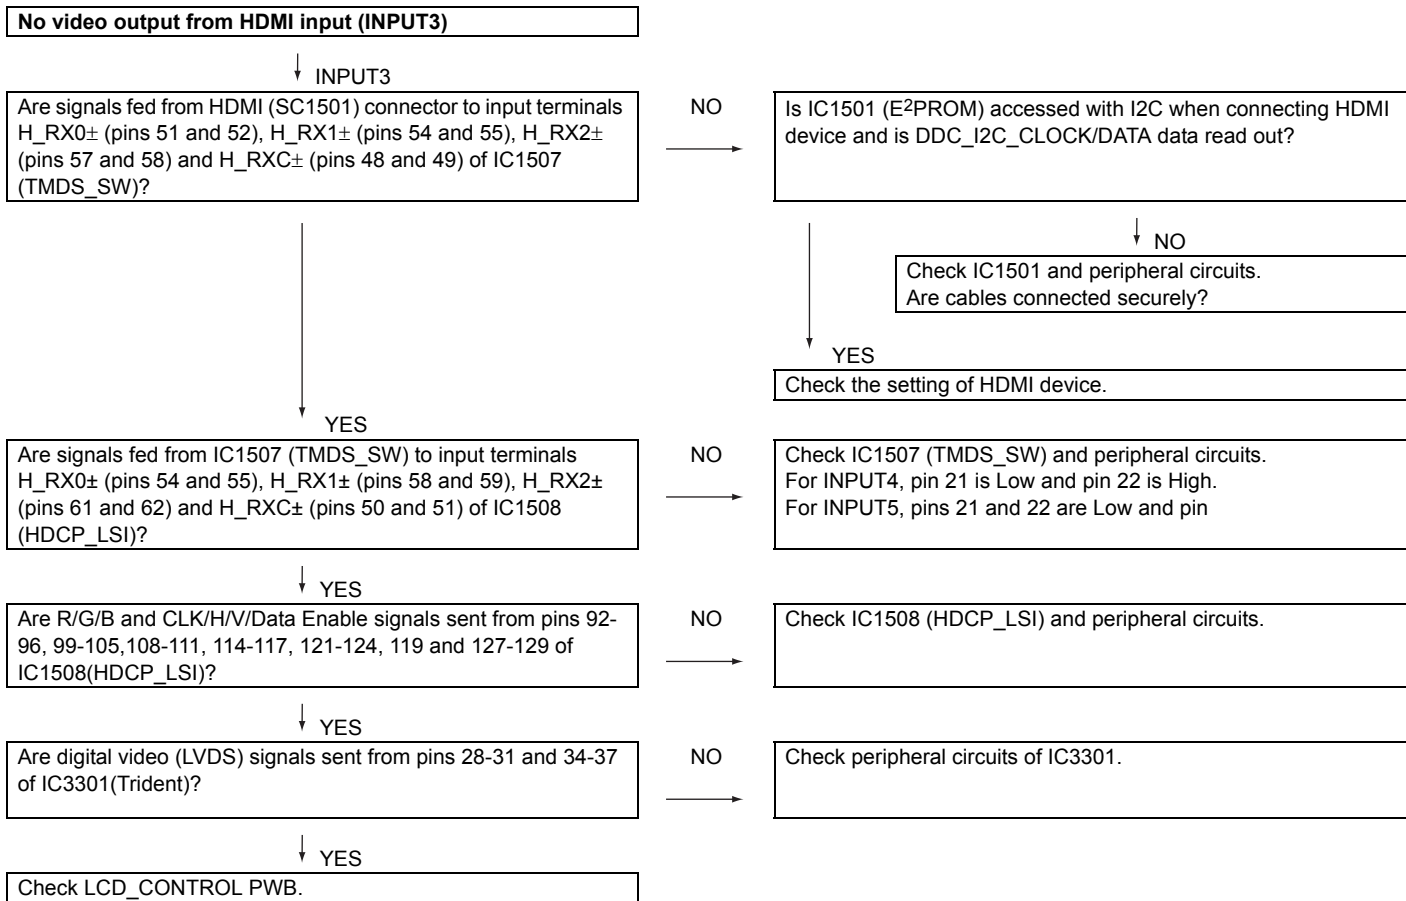 No video output from HDMI input (INPUT3)
INPUT3
Are signals fed from HDMI (SC1501) connector to input terminals
H_RX0± (pins 51 and 52), H_RX1± (pins 54 and 55), H_RX2±
(pins 57 and 58) and H_RXC± (pins 48 and 49) of IC1507
(TMDS_SW)?
NO
Is IC1501 (E2PROM) accessed with I2C when connecting HDMI
device and is DDC_I2C_CLOCK/DATA data read out?
NO
Check IC1501 and peripheral circuits.
Are cables connected securely?
YES
Check the setting of HDMI device.
YES
Are signals fed from IC1507 (TMDS_SW) to input terminals
H_RX0± (pins 54 and 55), H_RX1± (pins 58 and 59), H_RX2±
(pins 61 and 62) and H_RXC± (pins 50 and 51) of IC1508
(HDCP_LSI)?
NO
Check IC1507 (TMDS_SW) and peripheral circuits.
For INPUT4, pin 21 is Low and pin 22 is High.
For INPUT5, pins 21 and 22 are Low and pin
YES
Are R/G/B and CLK/H/V/Data Enable signals sent from pins 92-
96, 99-105,108-111, 114-117, 121-124, 119 and 127-129 of
IC1508(HDCP_LSI)?
NO
Check IC1508 (HDCP_LSI) and peripheral circuits.
YES
Are digital video (LVDS) signals sent from pins 28-31 and 34-37
of IC3301(Trident)?
NO
Check peripheral circuits of IC3301.
YES
Check LCD_CONTROL PWB.